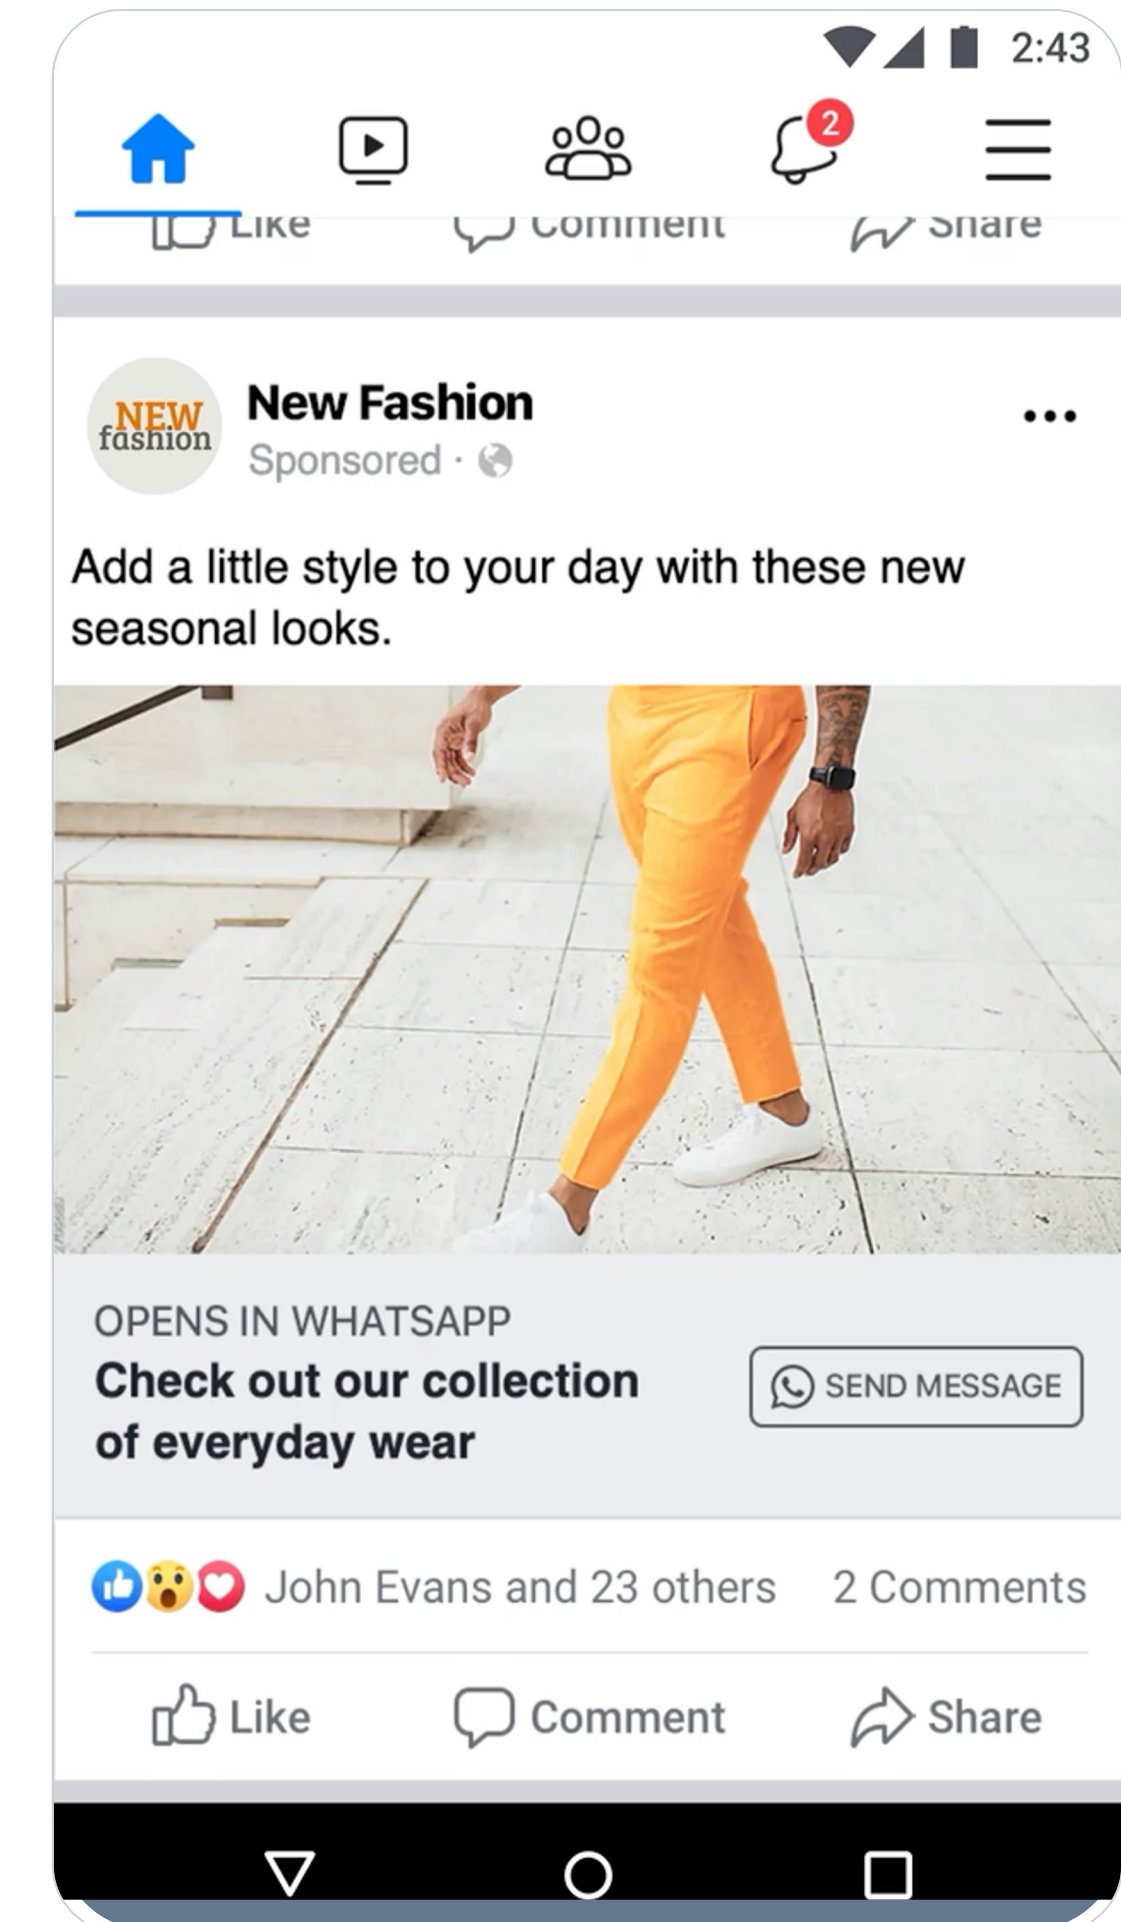 2:43
2
Like Comment Share
NEW
fashion
New Fashion
Sponsored ·
Add a little style to your day with these new
seasonal looks.
OPENS IN WHATSAPP
Check out our collection
of everyday wear
SEND MESSAGE
John Evans and 23 others 2 Comments
Like Comment Share